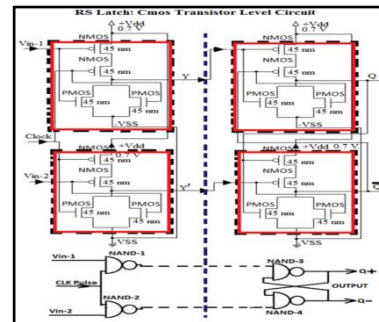 RS Latch: Cmos Transistor Level Circuit
+Vdd +Vdd
NMOS 0.7 V NMOS 0.7 V
Vin-1
45 nm 45 nm
NMOS NMOS
45 nm Y 45 nm Q
PMOS PMOS PMOS PMOS
45 nm 45 nm 45 nm 45 nm
VSS VSS
Clock
+Vdd +Vdd
NMOS 0.7 V NMOS 0.7 V
Vin-2
45 nm 45 nm
NMOS NMOS
45 nm Y' 45 nm Q
PMOS PMOS PMOS PMOS
45 nm 45 nm 45 nm 45 nm
VSS VSS
Vin-1 NAND-1 NAND-3 Q+
CLK Pulse OUTPUT
NAND-2
Vin-2 NAND-4 Q-